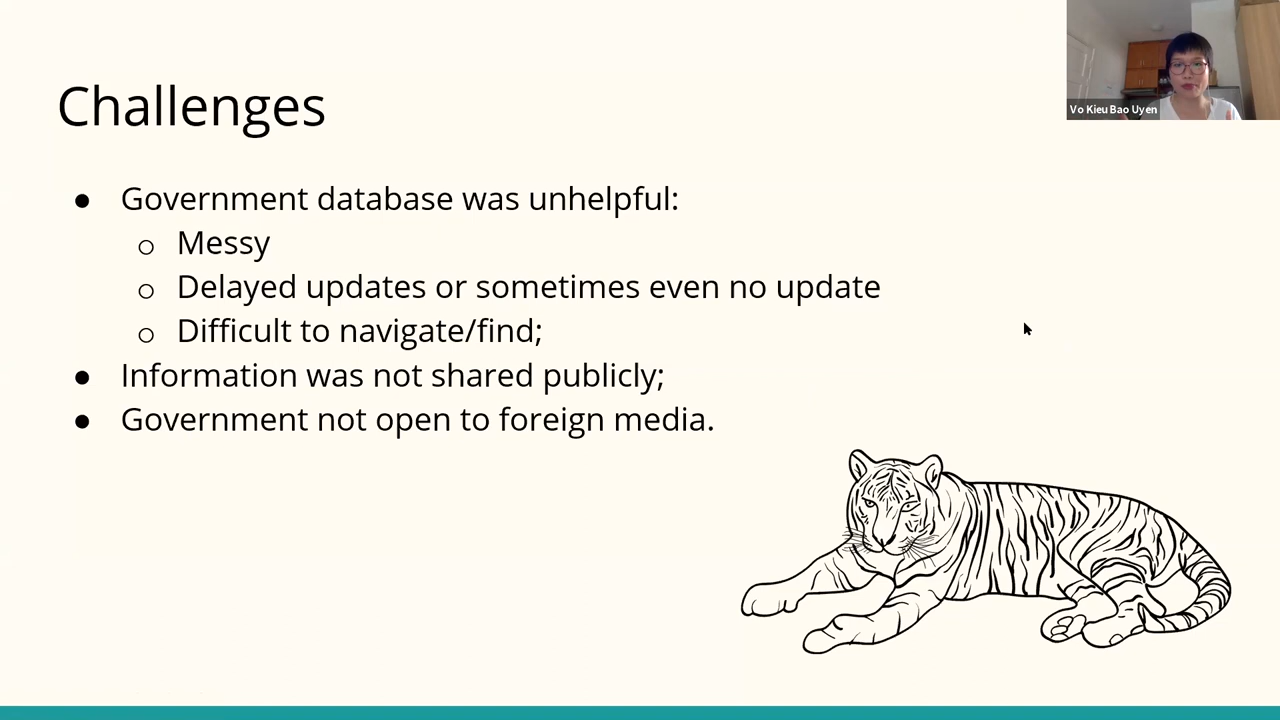 Challenges
● Government database was unhelpful:
○ Messy
○ Delayed updates or sometimes even no update
○ Difficult to navigate/find;
● Information was not shared publicly;
● Government not open to foreign media.
Vo Kieu Bao Uyen